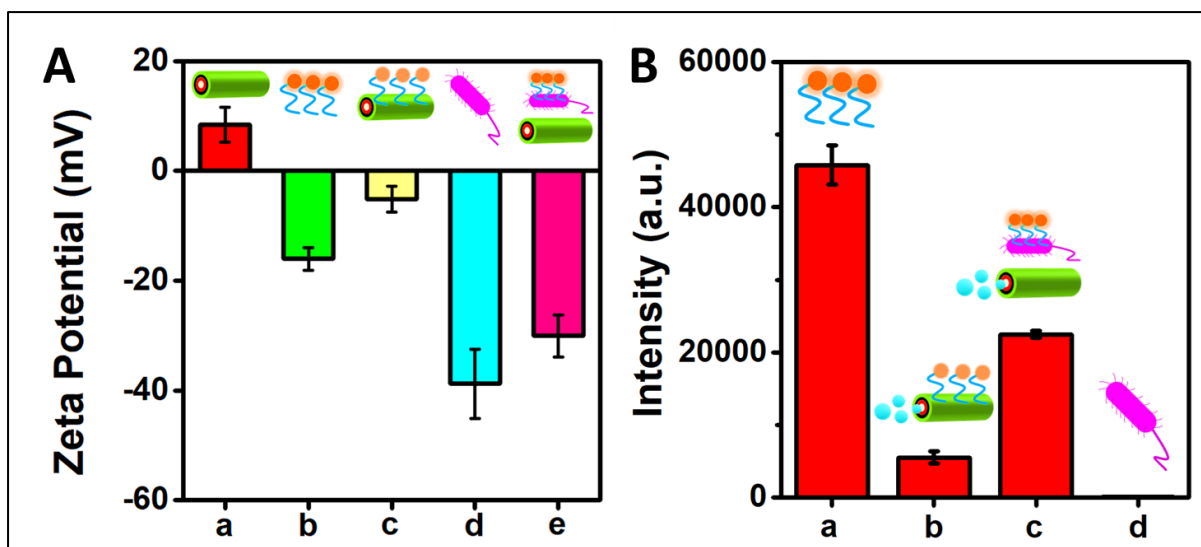 A
Zeta Potential (mV)
20
0
-20
-40
-60
a b c d e
B
Intensity (a.u.)
60000
40000
20000
0
a b c d